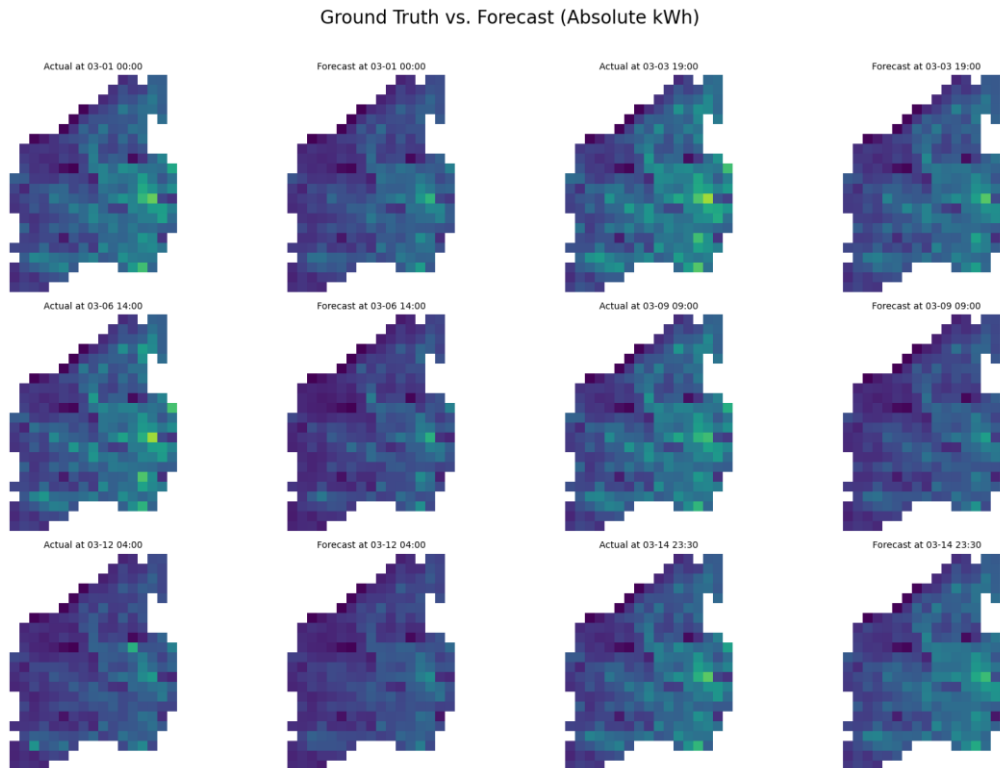 Ground Truth vs. Forecast (Absolute kWh)
Actual at 03-01 00:00
Forecast at 03-01 00:00
Actual at 03-03 19:00
Forecast at 03-03 19:00
Actual at 03-06 14:00
Forecast at 03-06 14:00
Actual at 03-09 09:00
Forecast at 03-09 09:00
Actual at 03-12 04:00
Forecast at 03-12 04:00
Actual at 03-14 23:30
Forecast at 03-14 23:30